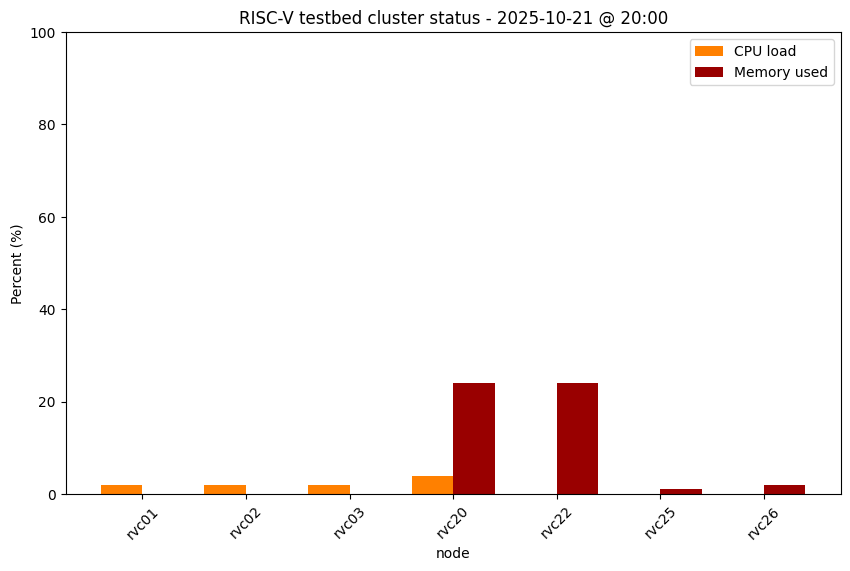 RISC-V testbed cluster status - 2025-10-21 @ 20:00
CPU load
Memory used
100
80
60
40
20
0
Percent (%)
rvc01
rvc02
rvc03
rvc20
rvc22
rvc25
rvc26
node